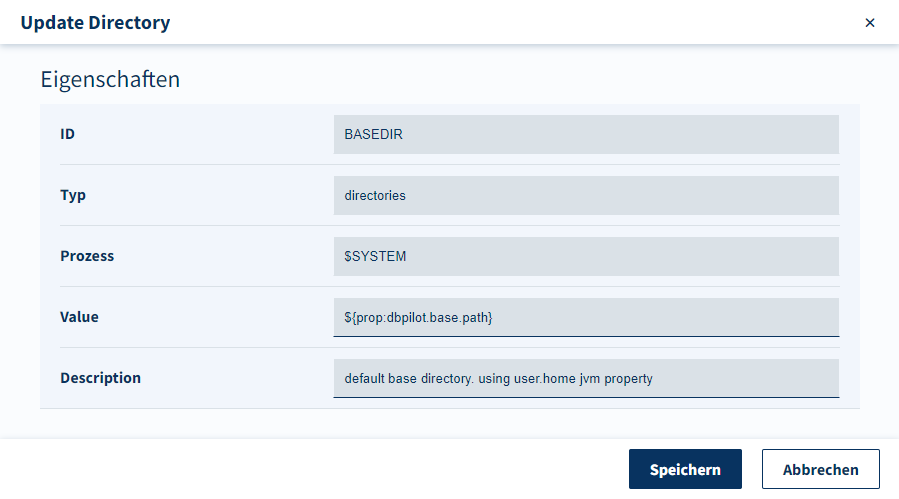 Update Directory ×
Eigenschaften
ID BASEDIR
Typ directories
Prozess $SYSTEM
Value ${prop:dbpilot.base.path}
Description default base directory. using user.home jvm property
Speichern Abbrechen